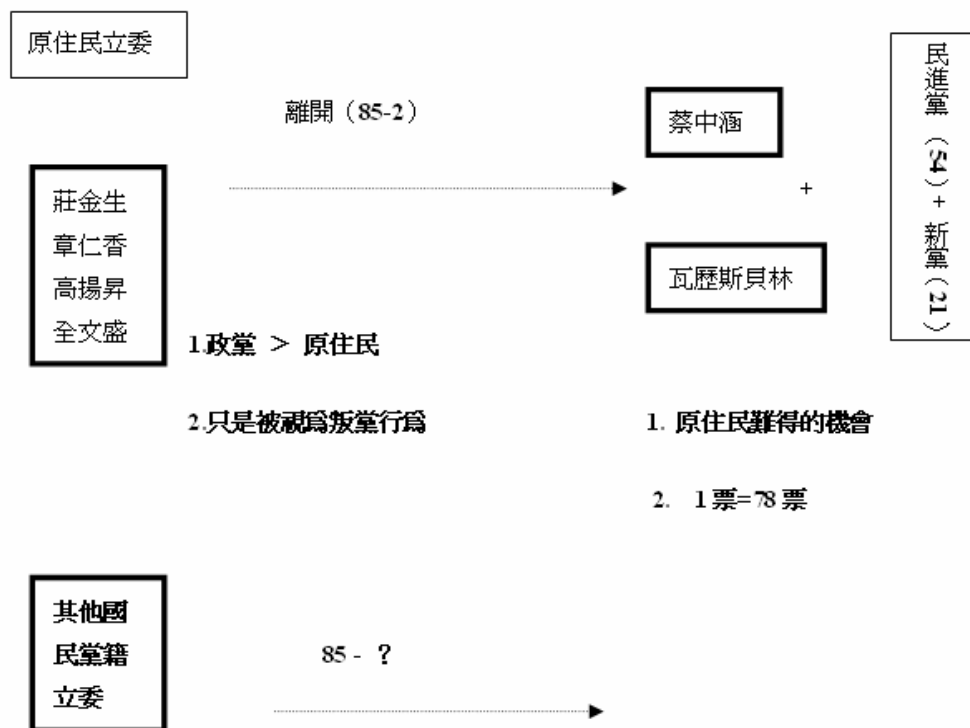 原住民立委
離開（85-2）
莊金生
章仁香
高揚昇
全文盛
蔡中涵
+
瓦歷斯貝林
民進黨（54）+ 新黨（21）
1.政黨 ＞ 原住民
2.只是被視為叛黨行為
1. 原住民難得的機會
2. 1票=78票
其他國
民黨籍
立委
85 - ？